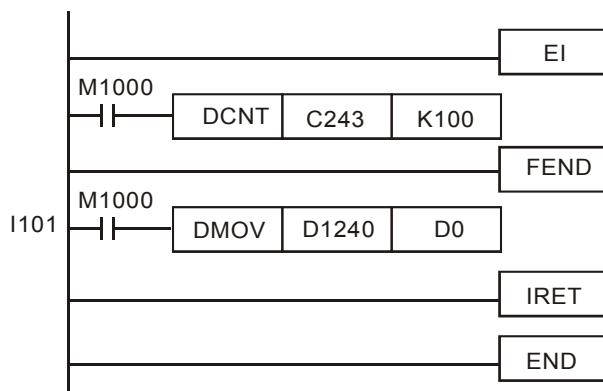 EI
M1000
DCNT C243 K100
FEND
M1000
I101 DMOV D1240 D0
IRET
END